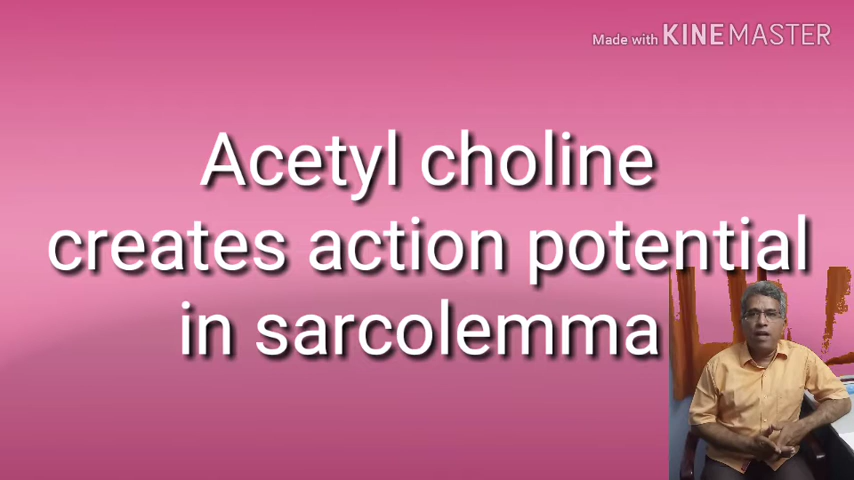 Made with KINEMASTER
Acetyl choline
creates action potential
in sarcolemma